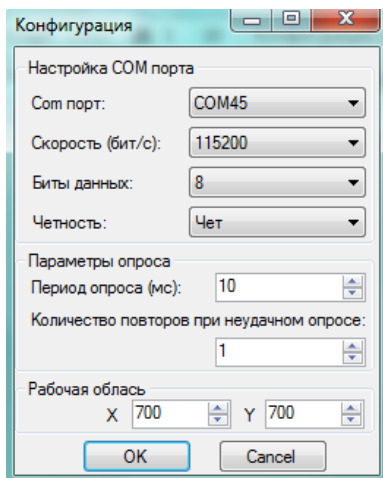 Конфигурация
Настройка COM порта
Com порт: COM45
Скорость (бит/с): 115200
Биты данных: 8
Четность: Чет
Параметры опроса
Период опроса (мс): 10
Количество повторов при неудачном опросе:
1
Рабочая обласъ
X 700 Y 700
OK Cancel